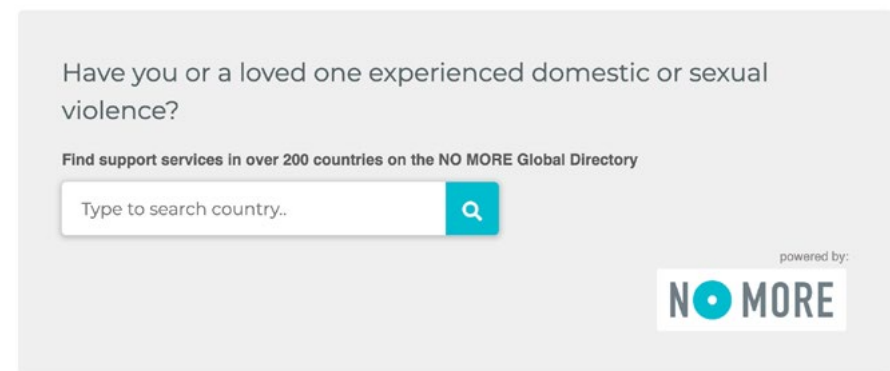 Have you or a loved one experienced domestic or sexual
violence?
Find support services in over 200 countries on the NO MORE Global Directory
Type to search country..
powered by:
NO MORE